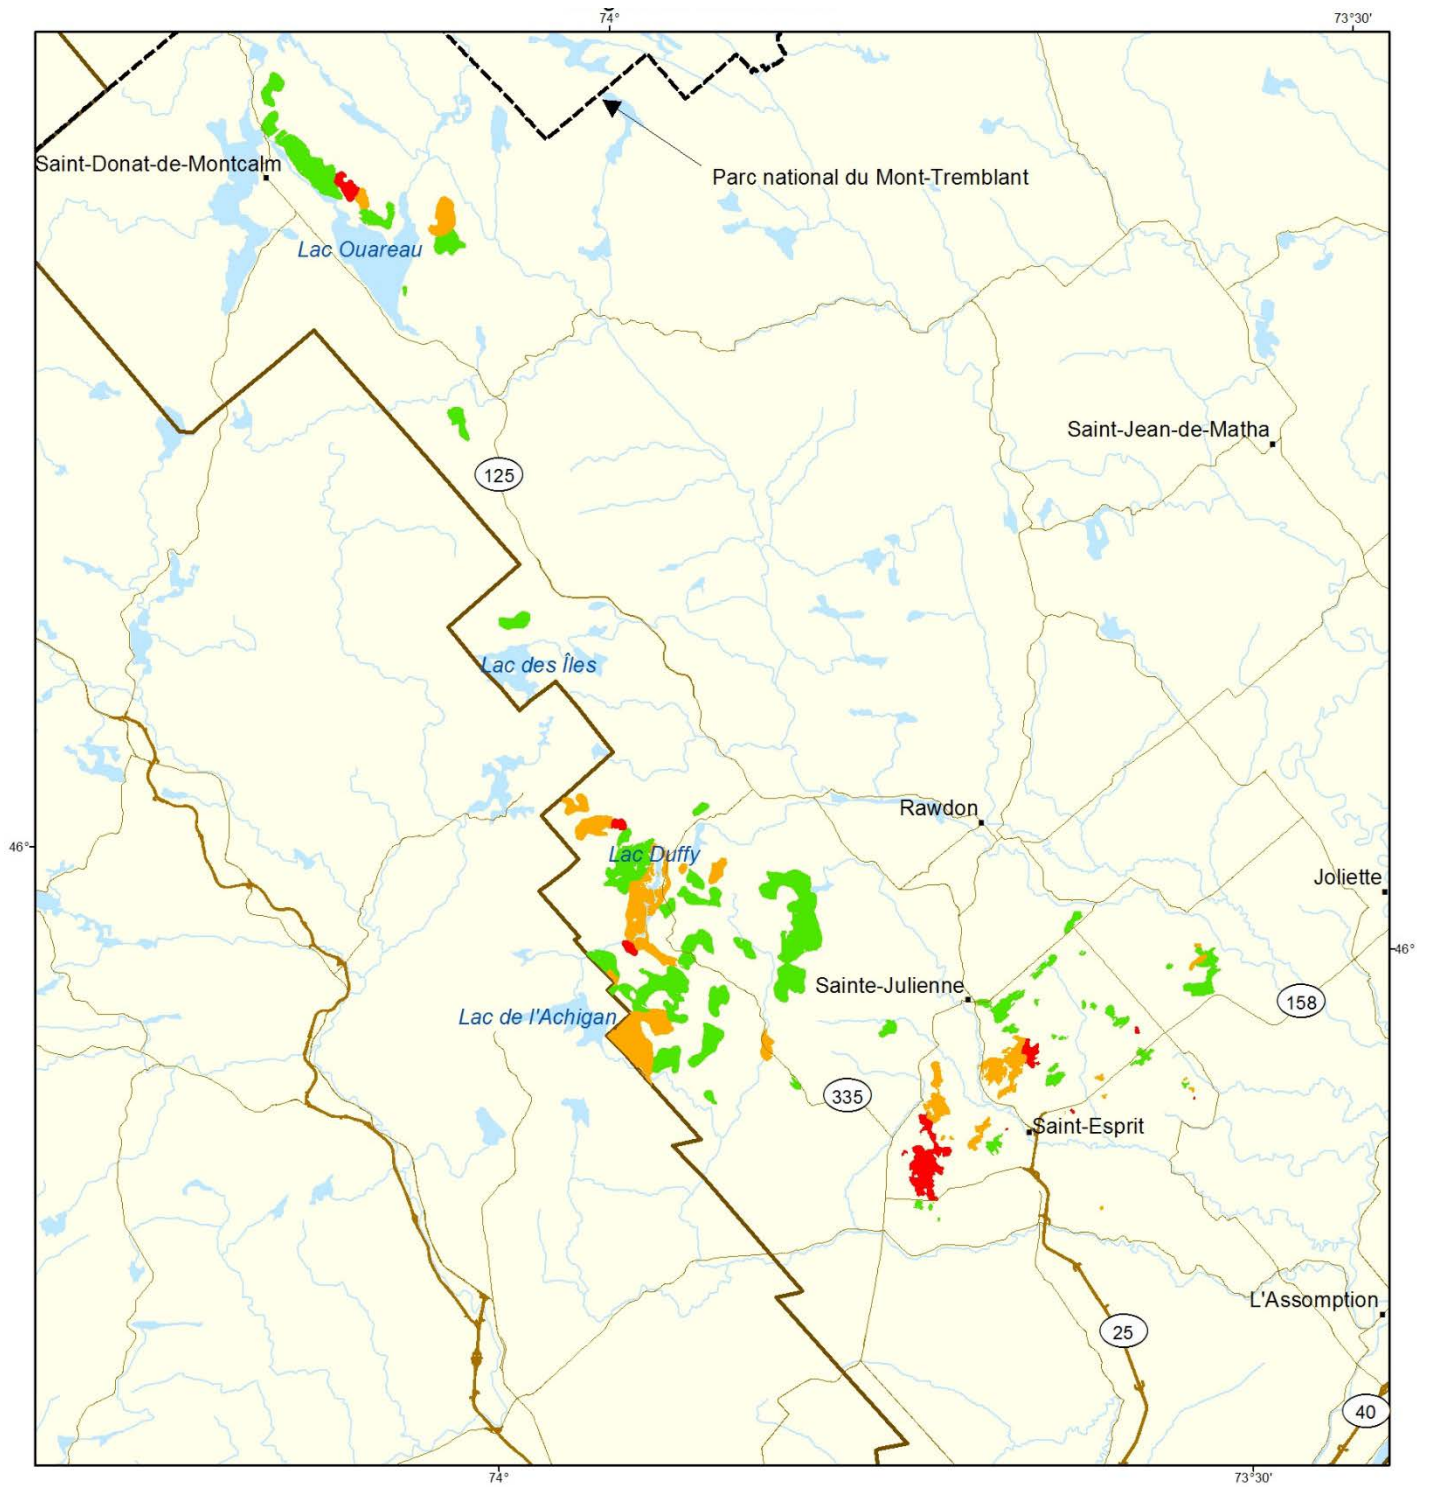 74°
73°30'
Saint-Donat-de-Montcalm
Parc national du Mont-Tremblant
Lac Ouareau
Saint-Jean-de-Matha
125
Lac des Îles
Rawdon
46°
Lac Duffy
Joliette
46°
Sainte-Julienne
158
Lac de l'Achigan
335
Saint-Esprit
L'Assomption
25
40
74°
73°30'